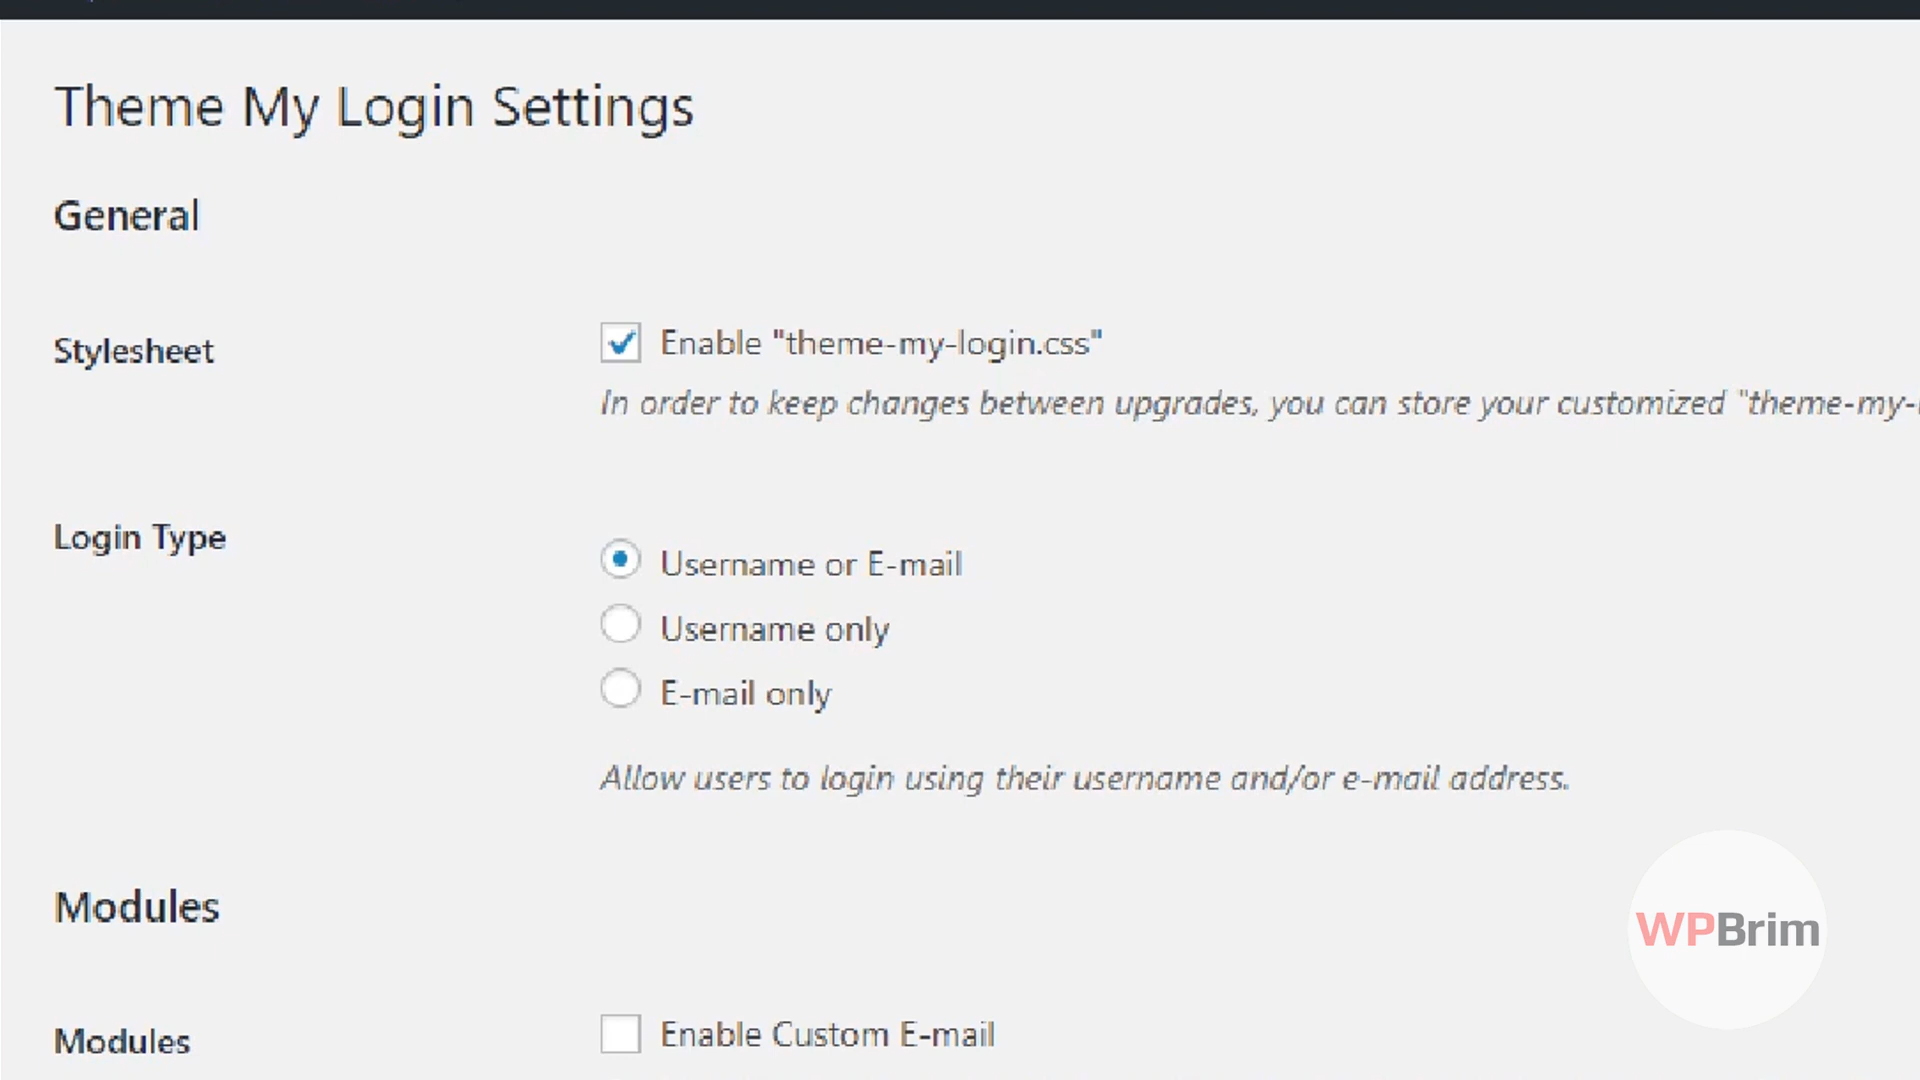 Theme My Login Settings
General
Stylesheet
Enable "theme-my-login.css"
In order to keep changes between upgrades, you can store your customized "theme-my-
Login Type
Username or E-mail
Username only
E-mail only
Allow users to login using their username and/or e-mail address.
Modules
WPBrim
Modules
Enable Custom E-mail